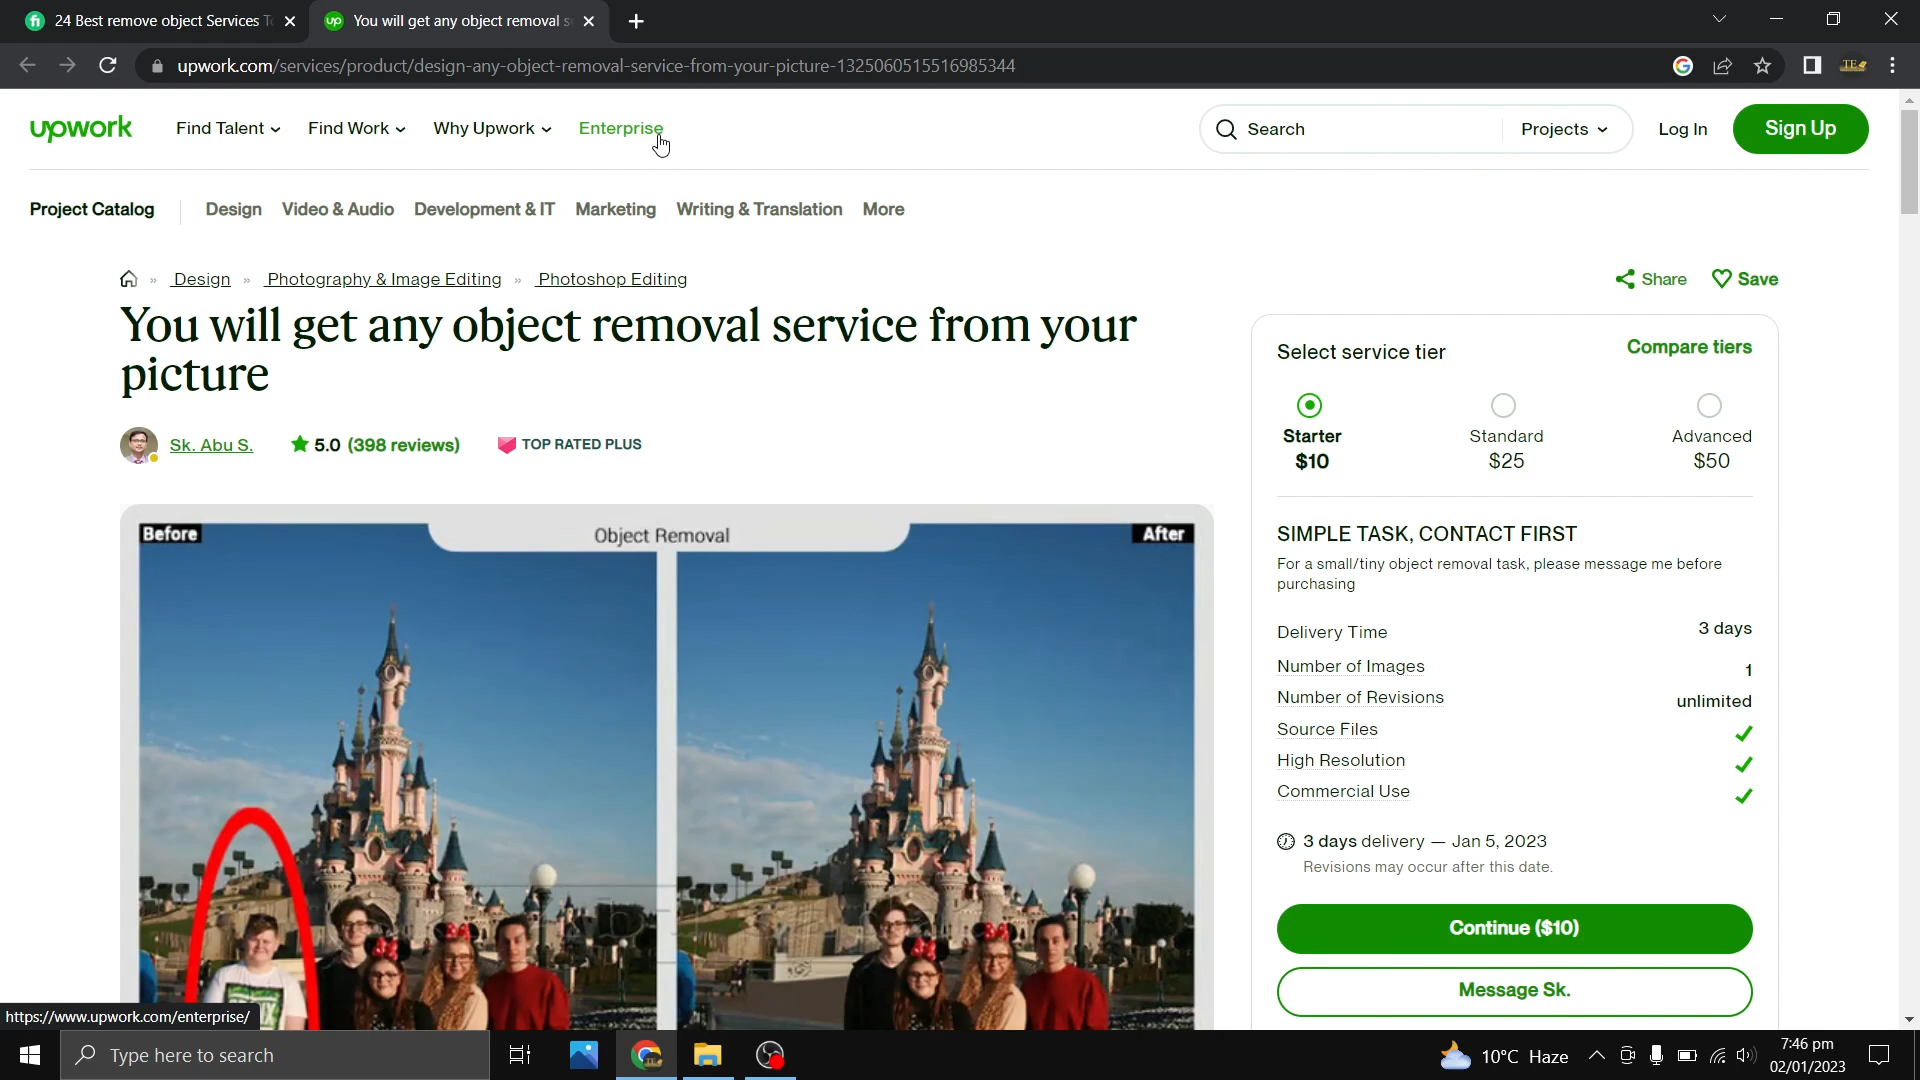 24 Best remove object Services To
You will get any object removal s
upwork.com/services/product/design-any-object-removal-service-from-your-picture-1325060515516985344
upwork
Find Talent
Find Work
Why Upwork
Enterprise
Search
Projects
Log In
Sign Up
Project Catalog
Design
Video & Audio
Development & IT
Marketing
Writing & Translation
More
Design » Photography & Image Editing » Photoshop Editing
Share
Save
You will get any object removal service from your
picture
Sk. Abu S.
5.0 (398 reviews)
TOP RATED PLUS
Before
Object Removal
After
Select service tier
Compare tiers
Starter
$10
Standard
$25
Advanced
$50
SIMPLE TASK, CONTACT FIRST
For a small/tiny object removal task, please message me before
purchasing
Delivery Time
3 days
Number of Images
1
Number of Revisions
unlimited
Source Files
High Resolution
Commercial Use
3 days delivery — Jan 5, 2023
Revisions may occur after this date.
Continue ($10)
Message Sk.
https://www.upwork.com/enterprise/
Type here to search
10°C Haze
7:46 pm
02/01/2023